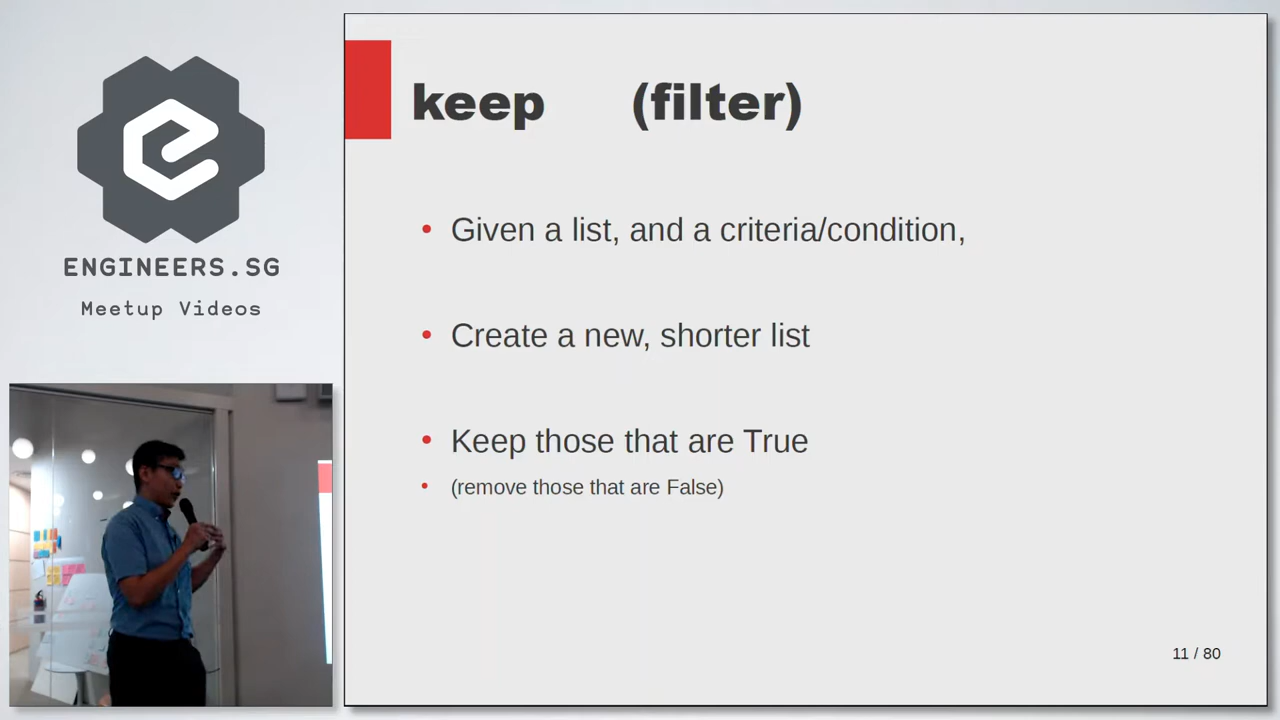 ENGINEERS.SG
Meetup Videos
keep (filter)
Given a list, and a criteria/condition,
Create a new, shorter list
Keep those that are True
(remove those that are False)
11 / 80